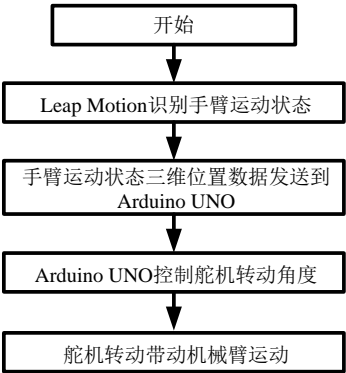 开始
Leap Motion识别手臂运动状态
手臂运动状态三维位置数据发送到
Arduino UNO
Arduino UNO控制舵机转动角度
舵机转动带动机械臂运动